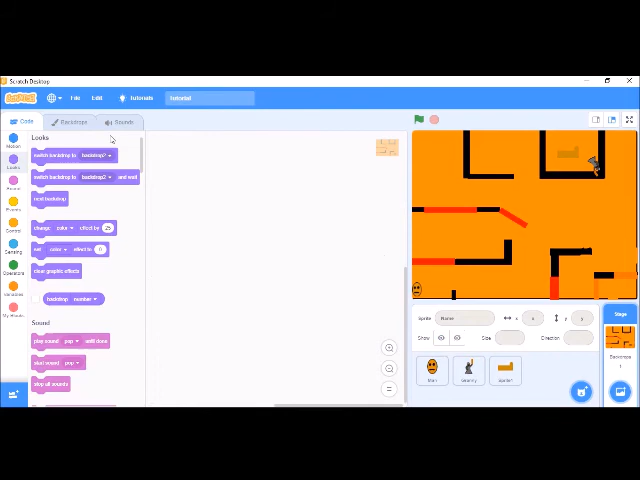 Scratch Desktop
SCRATCH
File
Edit
Tutorials
tutorial
Code
Backdrops
Sounds
Motion
Looks
Sound
Events
Control
Sensing
Operators
Variables
My Blocks
Looks
switch backdrop to backdrop2
switch backdrop to backdrop2 and wait
next backdrop
change color effect by 25
set color effect to 0
clear graphic effects
backdrop number
Sound
play sound pop until done
start sound pop
stop all sounds
Sprite
Name
x
x
y
y
Show
Size
Direction
Granny
Sprite1
Stage
Backdrops
1